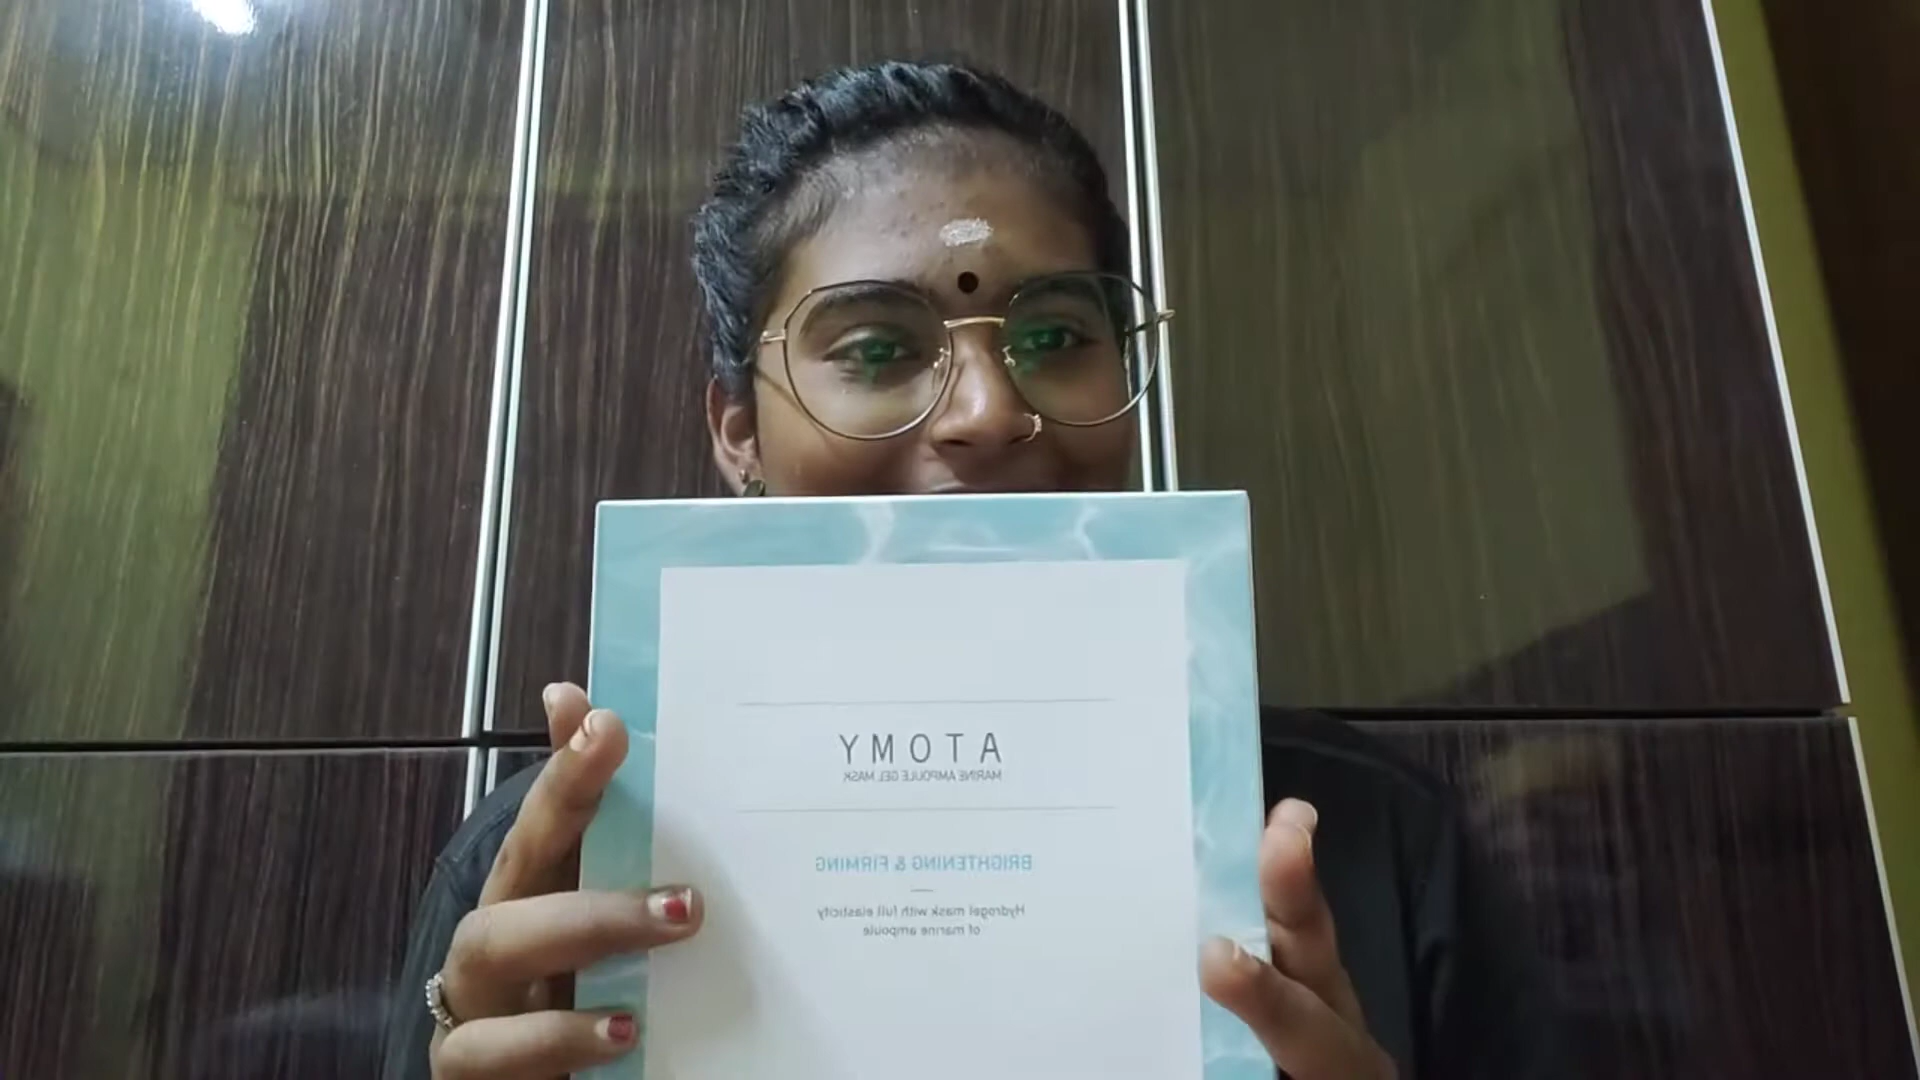 ATOMY
MARINE AMPOULE GEL MASK
BRIGHTENING & FIRMING
Hydrogel mask with full elasticity
of marine ampoule